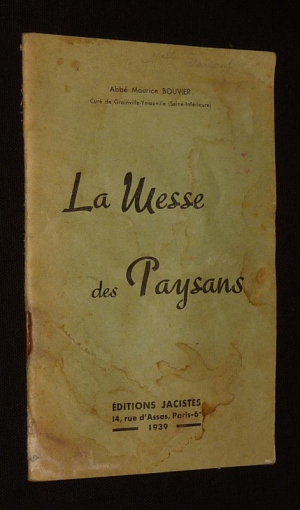 Abbé Maurice BOUVIER
Curé de Grainville-Ymauville (Seine-Inférieure)
La Messe
des Paysans
ÉDITIONS JACISTES
14, rue d'Assas, Paris-6e
1939